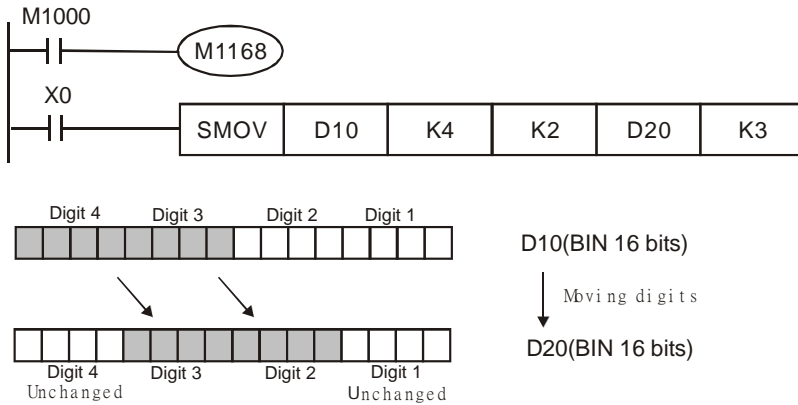 M1000
M1168
X0
SMOV D10 K4 K2 D20 K3
Digit 4 Digit 3 Digit 2 Digit 1
D10(BIN 16 bits)
Moving digits
D20(BIN 16 bits)
Digit 4 Digit 3 Digit 2 Digit 1
Unchanged Unchanged